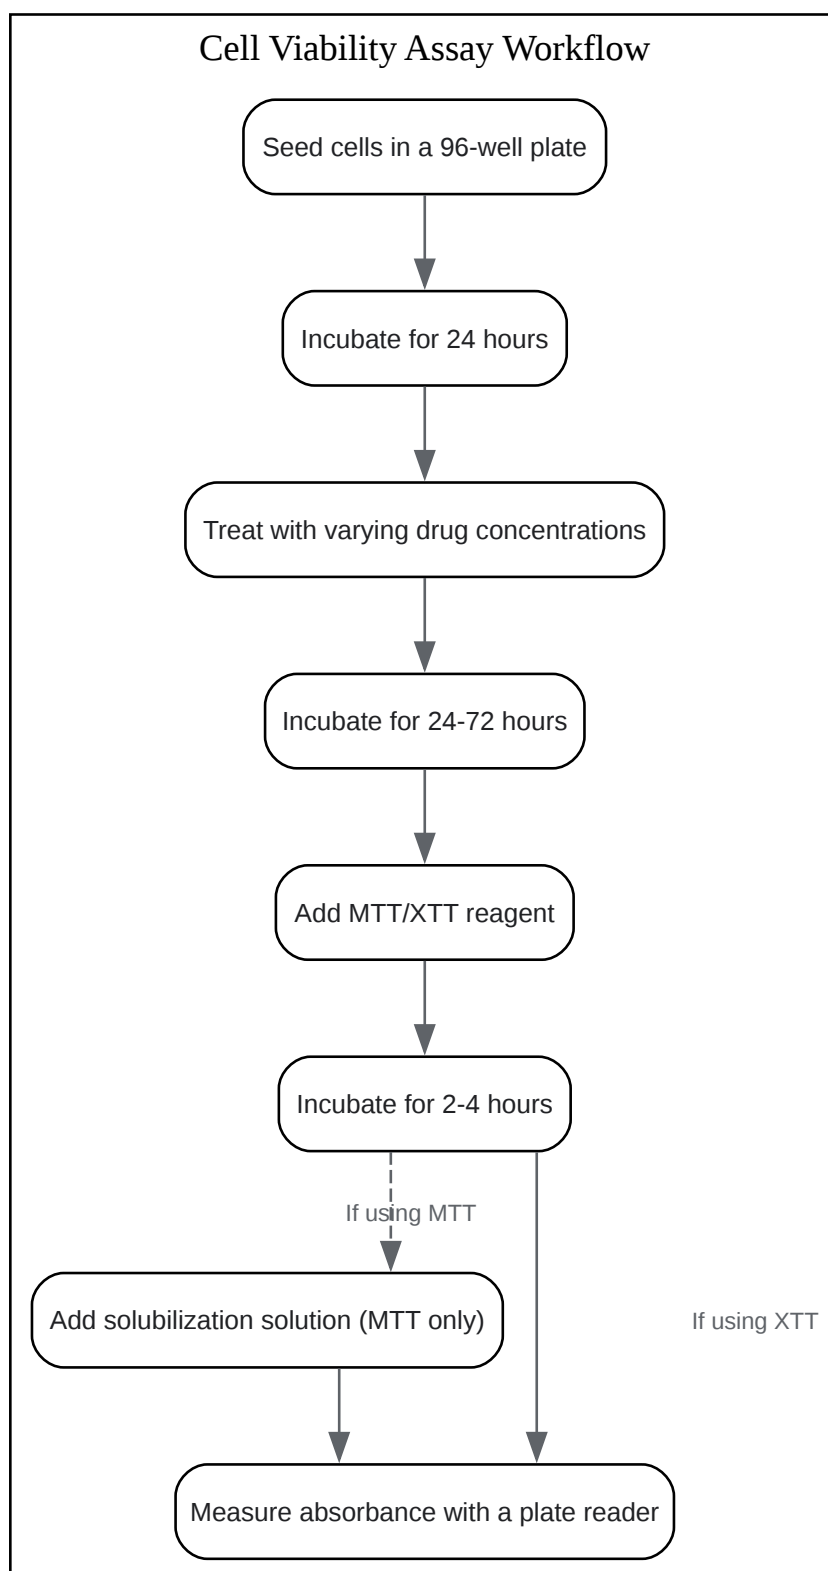 Cell Viability Assay Workflow
Seed cells in a 96-well plate
Incubate for 24 hours
Treat with varying drug concentrations
Incubate for 24-72 hours
Add MTT/XTT reagent
Incubate for 2-4 hours
If using MTT
Add solubilization solution (MTT only)
If using XTT
Measure absorbance with a plate reader